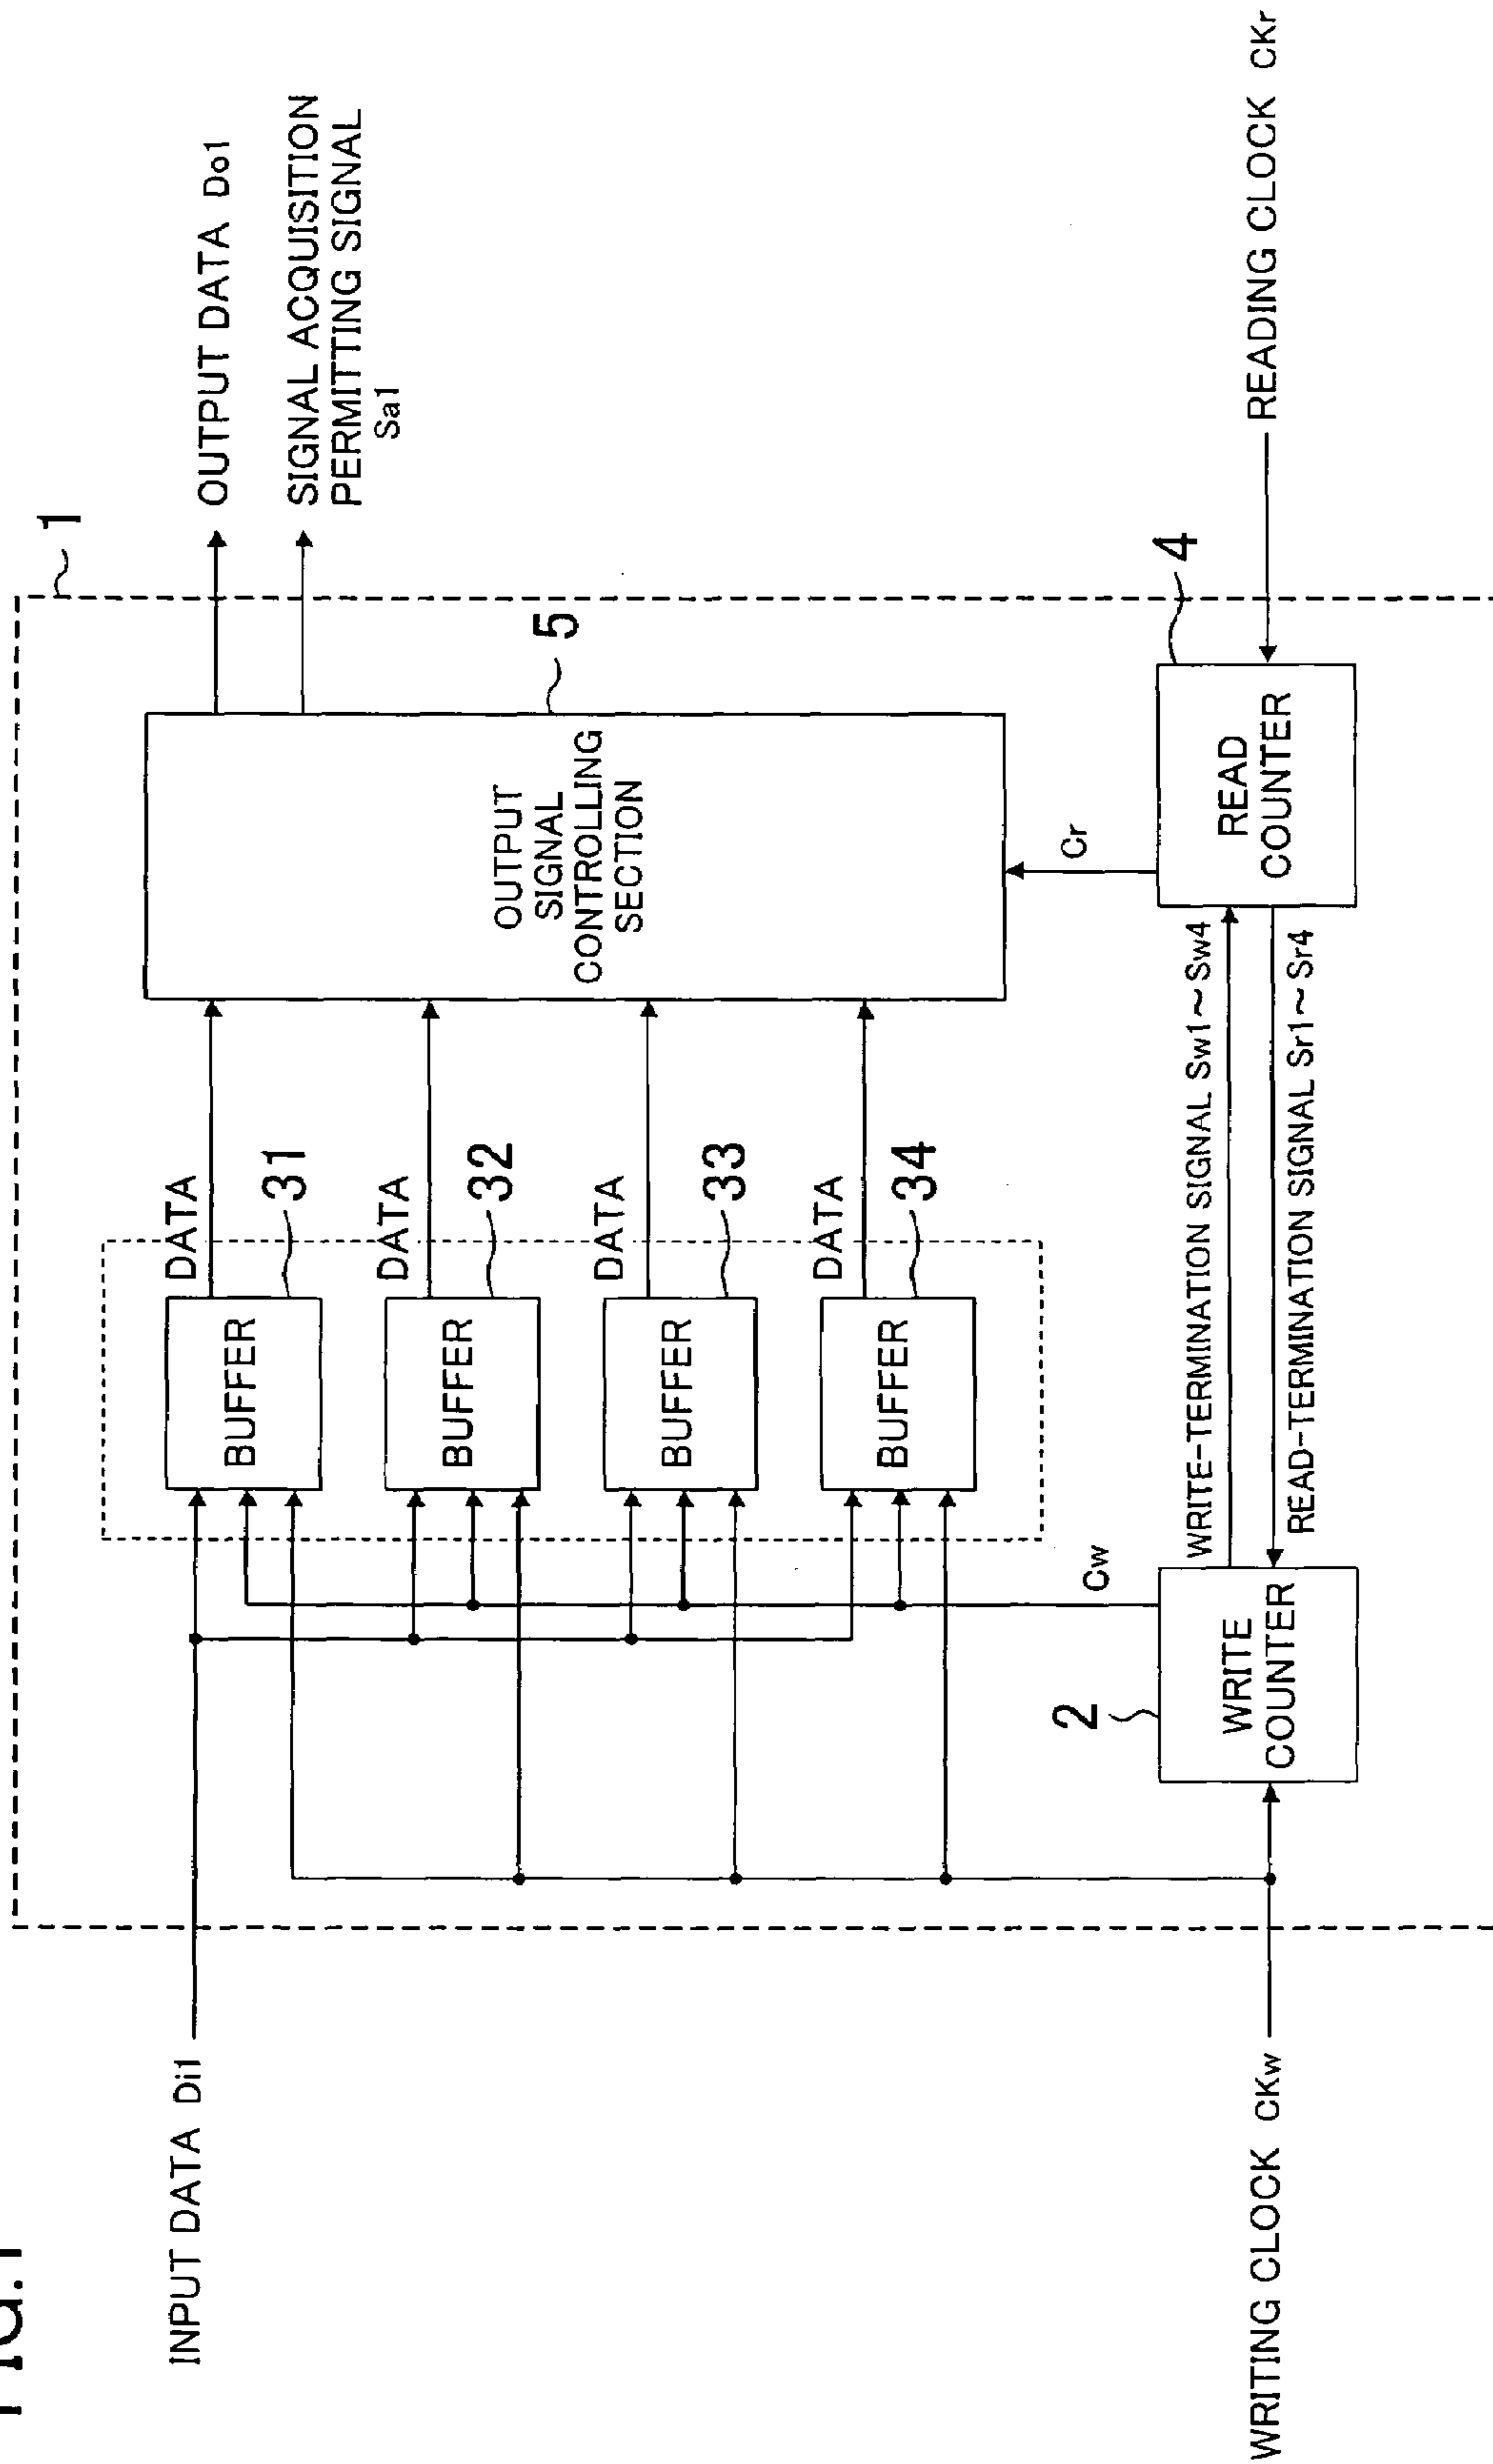 FIG.1
1
INPUT DATA Di1
OUTPUT DATA Do1
SIGNAL ACQUISITION
PERMITTING SIGNAL
Sa1
5
OUTPUT
SIGNAL
CONTROLLING
SECTION
DATA
BUFFER
31
DATA
BUFFER
32
DATA
BUFFER
33
DATA
BUFFER
34
Cw
Cr
2
WRITE
COUNTER
WRITE-TERMINATION SIGNAL Sw1~Sw4
READ-TERMINATION SIGNAL Sr1~Sr4
4
READ
COUNTER
WRITING CLOCK CKw
READING CLOCK CKr